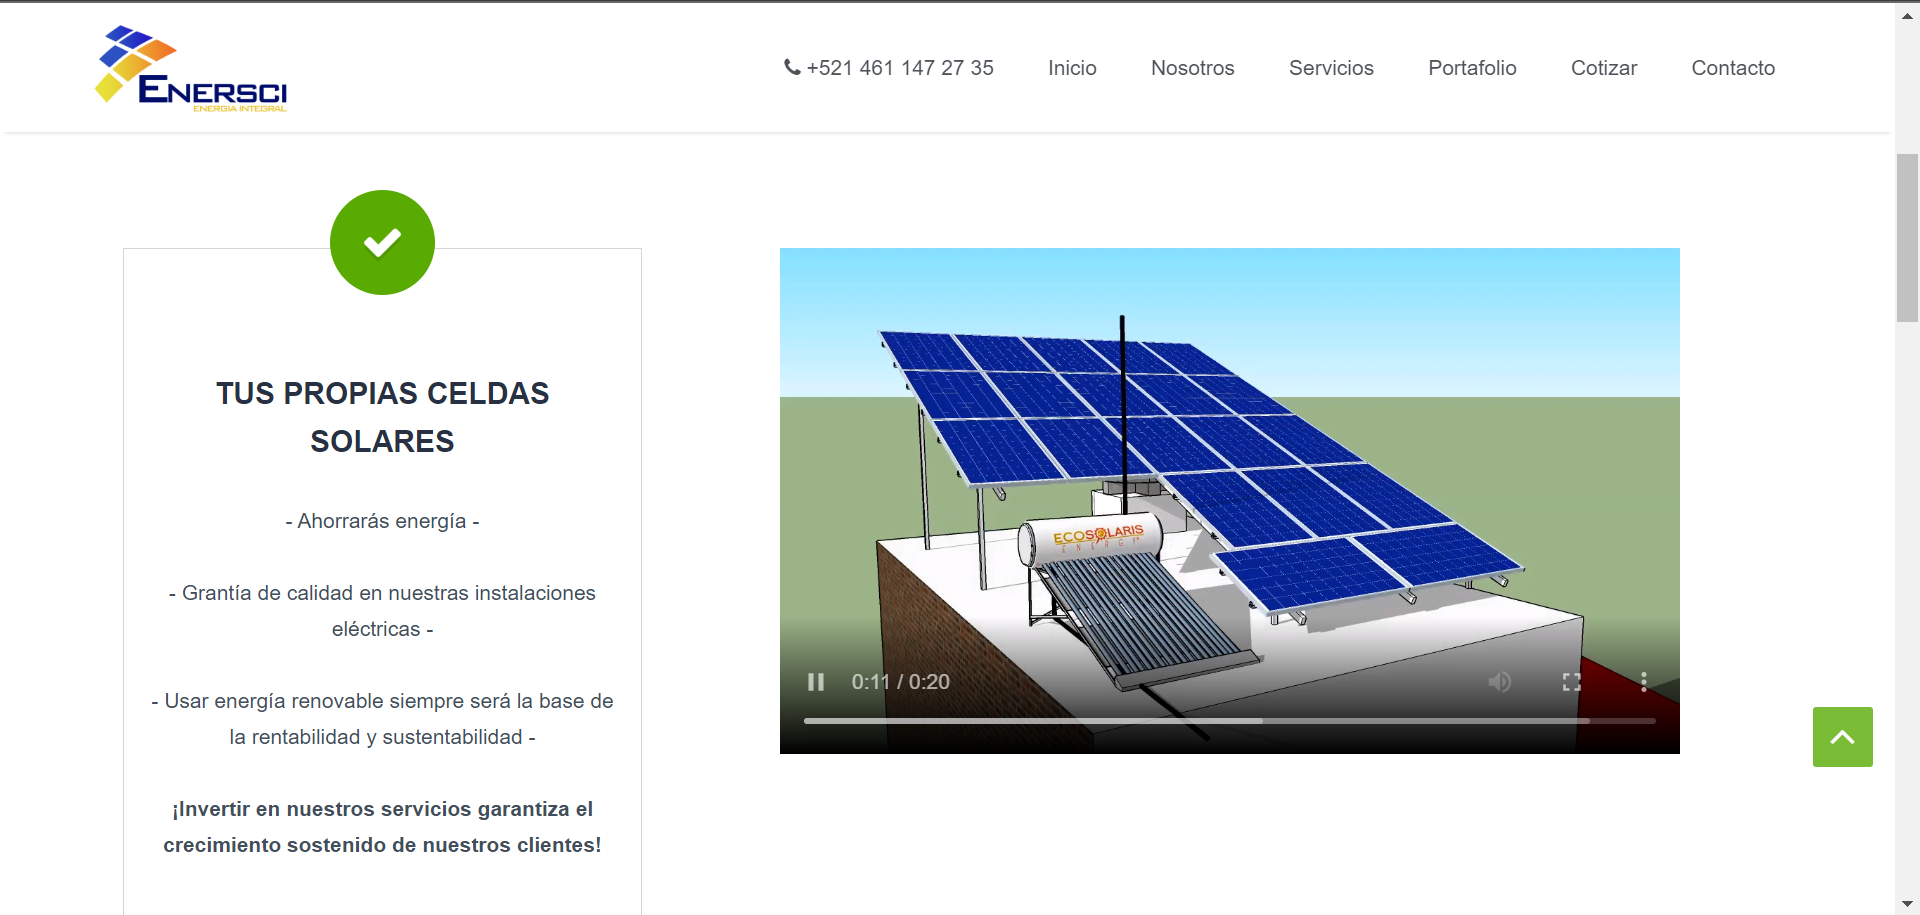 ENERSCI
ENERGIA INTEGRAL
+521 461 147 27 35
Inicio
Nosotros
Servicios
Portafolio
Cotizar
Contacto
TUS PROPIAS CELDAS
SOLARES
- Ahorrarás energía -
- Grantía de calidad en nuestras instalaciones
eléctricas -
- Usar energía renovable siempre será la base de
la rentabilidad y sustentabilidad -
¡Invertir en nuestros servicios garantiza el
crecimiento sostenido de nuestros clientes!
ECOSOLARIS
0:11 / 0:20